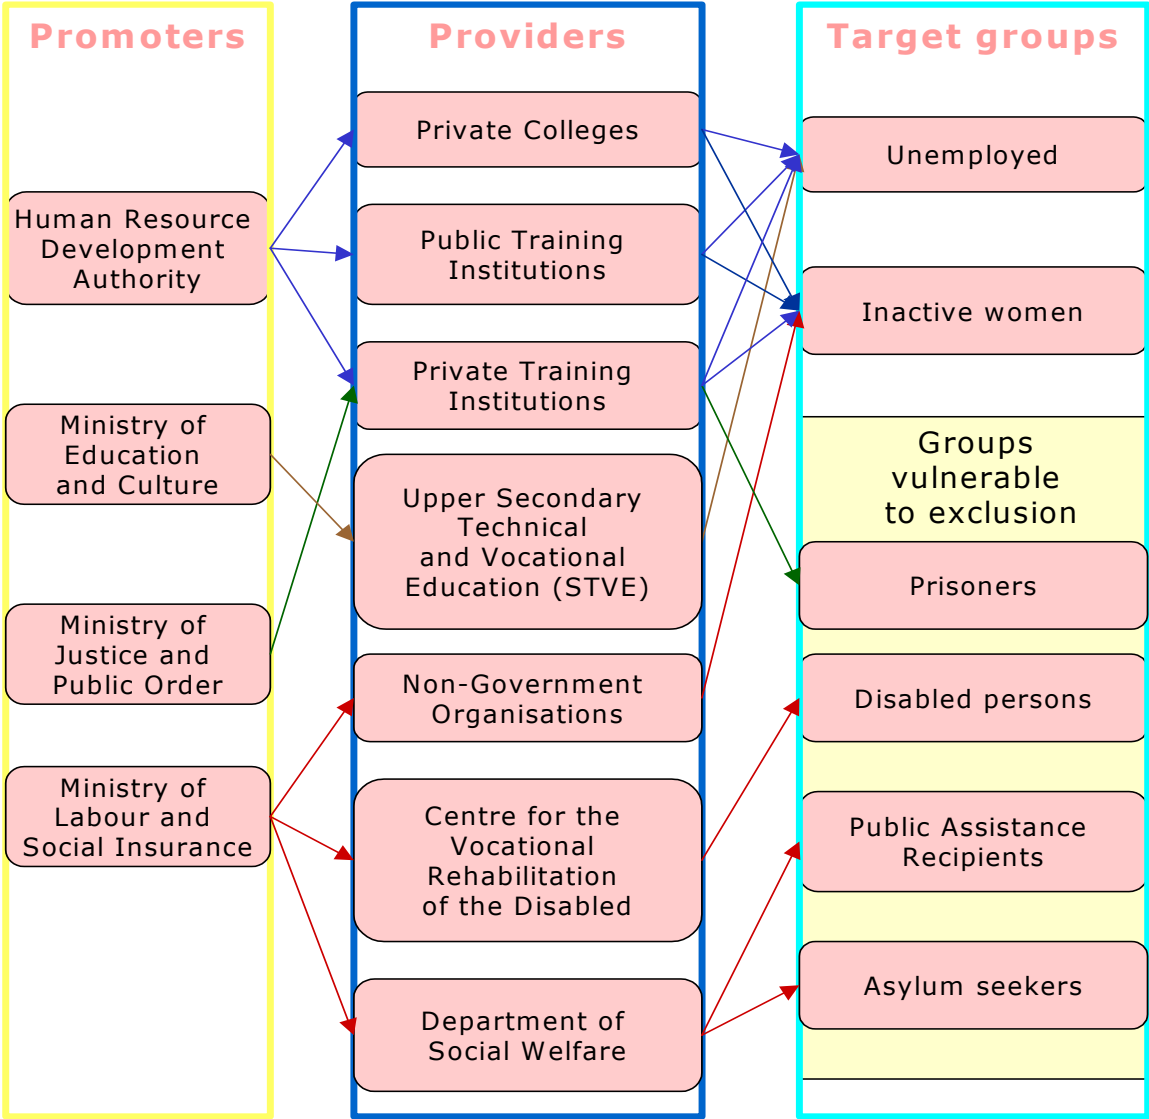 Promoters
Human Resource
Development
Authority
Ministry of
Education
and Culture
Ministry of
Justice and
Public Order
Ministry of
Labour and
Social Insurance
Providers
Private Colleges
Public Training
Institutions
Private Training
Institutions
Upper Secondary
Technical
and Vocational
Education (STVE)
Non-Government
Organisations
Centre for the
Vocational
Rehabilitation
of the Disabled
Department of
Social Welfare
Target groups
Unemployed
Inactive women
Groups
vulnerable
to exclusion
Prisoners
Disabled persons
Public Assistance
Recipients
Asylum seekers